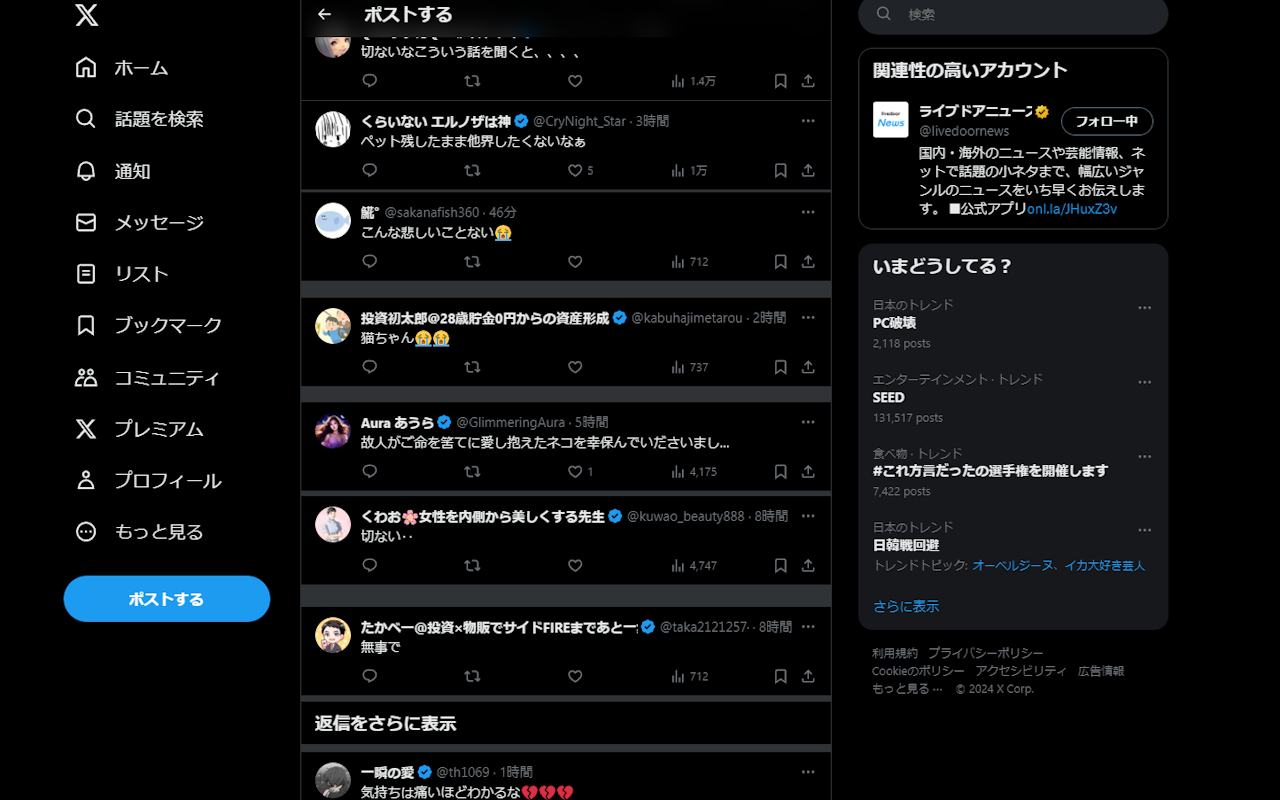 ホーム
話題を検索
通知
メッセージ
リスト
ブックマーク
コミュニティ
プレミアム
プロフィール
もっと見る
ポストする
ポストする
切ないなこういう話を聞くと、、、、
1.4万
くらいない エルノザは神 @CryNight_Star · 3時間
ペット残したまま他界したくないなぁ
5 1万
鯱° @sakanafish360 · 46分
こんな悲しいことない😭
712
投資初太郎@28歳貯金0円からの資産形成 @kabuhajimetarou · 2時間
猫ちゃん😭😭
737
Aura あうら @GlimmeringAura · 5時間
故人がご命を筈てに愛し抱えたネコを幸保んでいださいまし...
1 4,175
くわお🌸女性を内側から美しくする先生 @kuwao_beauty888 · 8時間
切ない‥
4,747
たかべー@投資×物販でサイドFIREまであと一 @taka2121257 · 8時間
無事で
712
返信をさらに表示
一瞬の愛 @th1069 · 1時間
気持ちは痛いほどわかるな💔💔💔
検索
関連性の高いアカウント
livedoor
News
ライブドアニュース
@livedoornews
フォロー中
国内・海外のニュースや芸能情報、ネ
ットで話題の小ネタまで、幅広いジャ
ンルのニュースをいち早くお伝えしま
す。 ■公式アプリonl.la/JHuxZ3v
いまどうしてる？
日本のトレンド
PC破壊
2,118 posts
エンターテインメント · トレンド
SEED
131,517 posts
食べ物 · トレンド
#これ方言だったの選手権を開催します
7,422 posts
日本のトレンド
日韓戦回避
トレンドトピック: オーベルジーヌ、イカ大好き芸人
さらに表示
利用規約 プライバシーポリシー
Cookieのポリシー アクセシビリティ 広告情報
もっと見る ··· © 2024 X Corp.